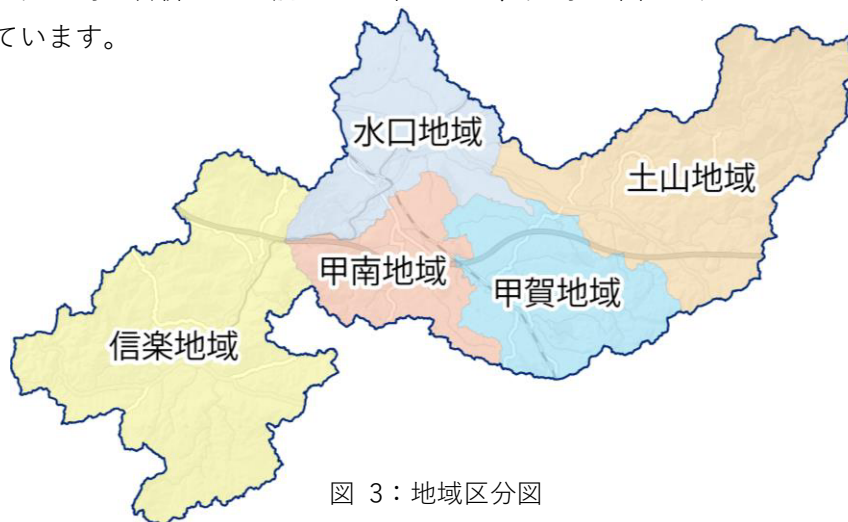 ています。
水口地域
土山地域
甲南地域
甲賀地域
信楽地域
図 3：地域区分図